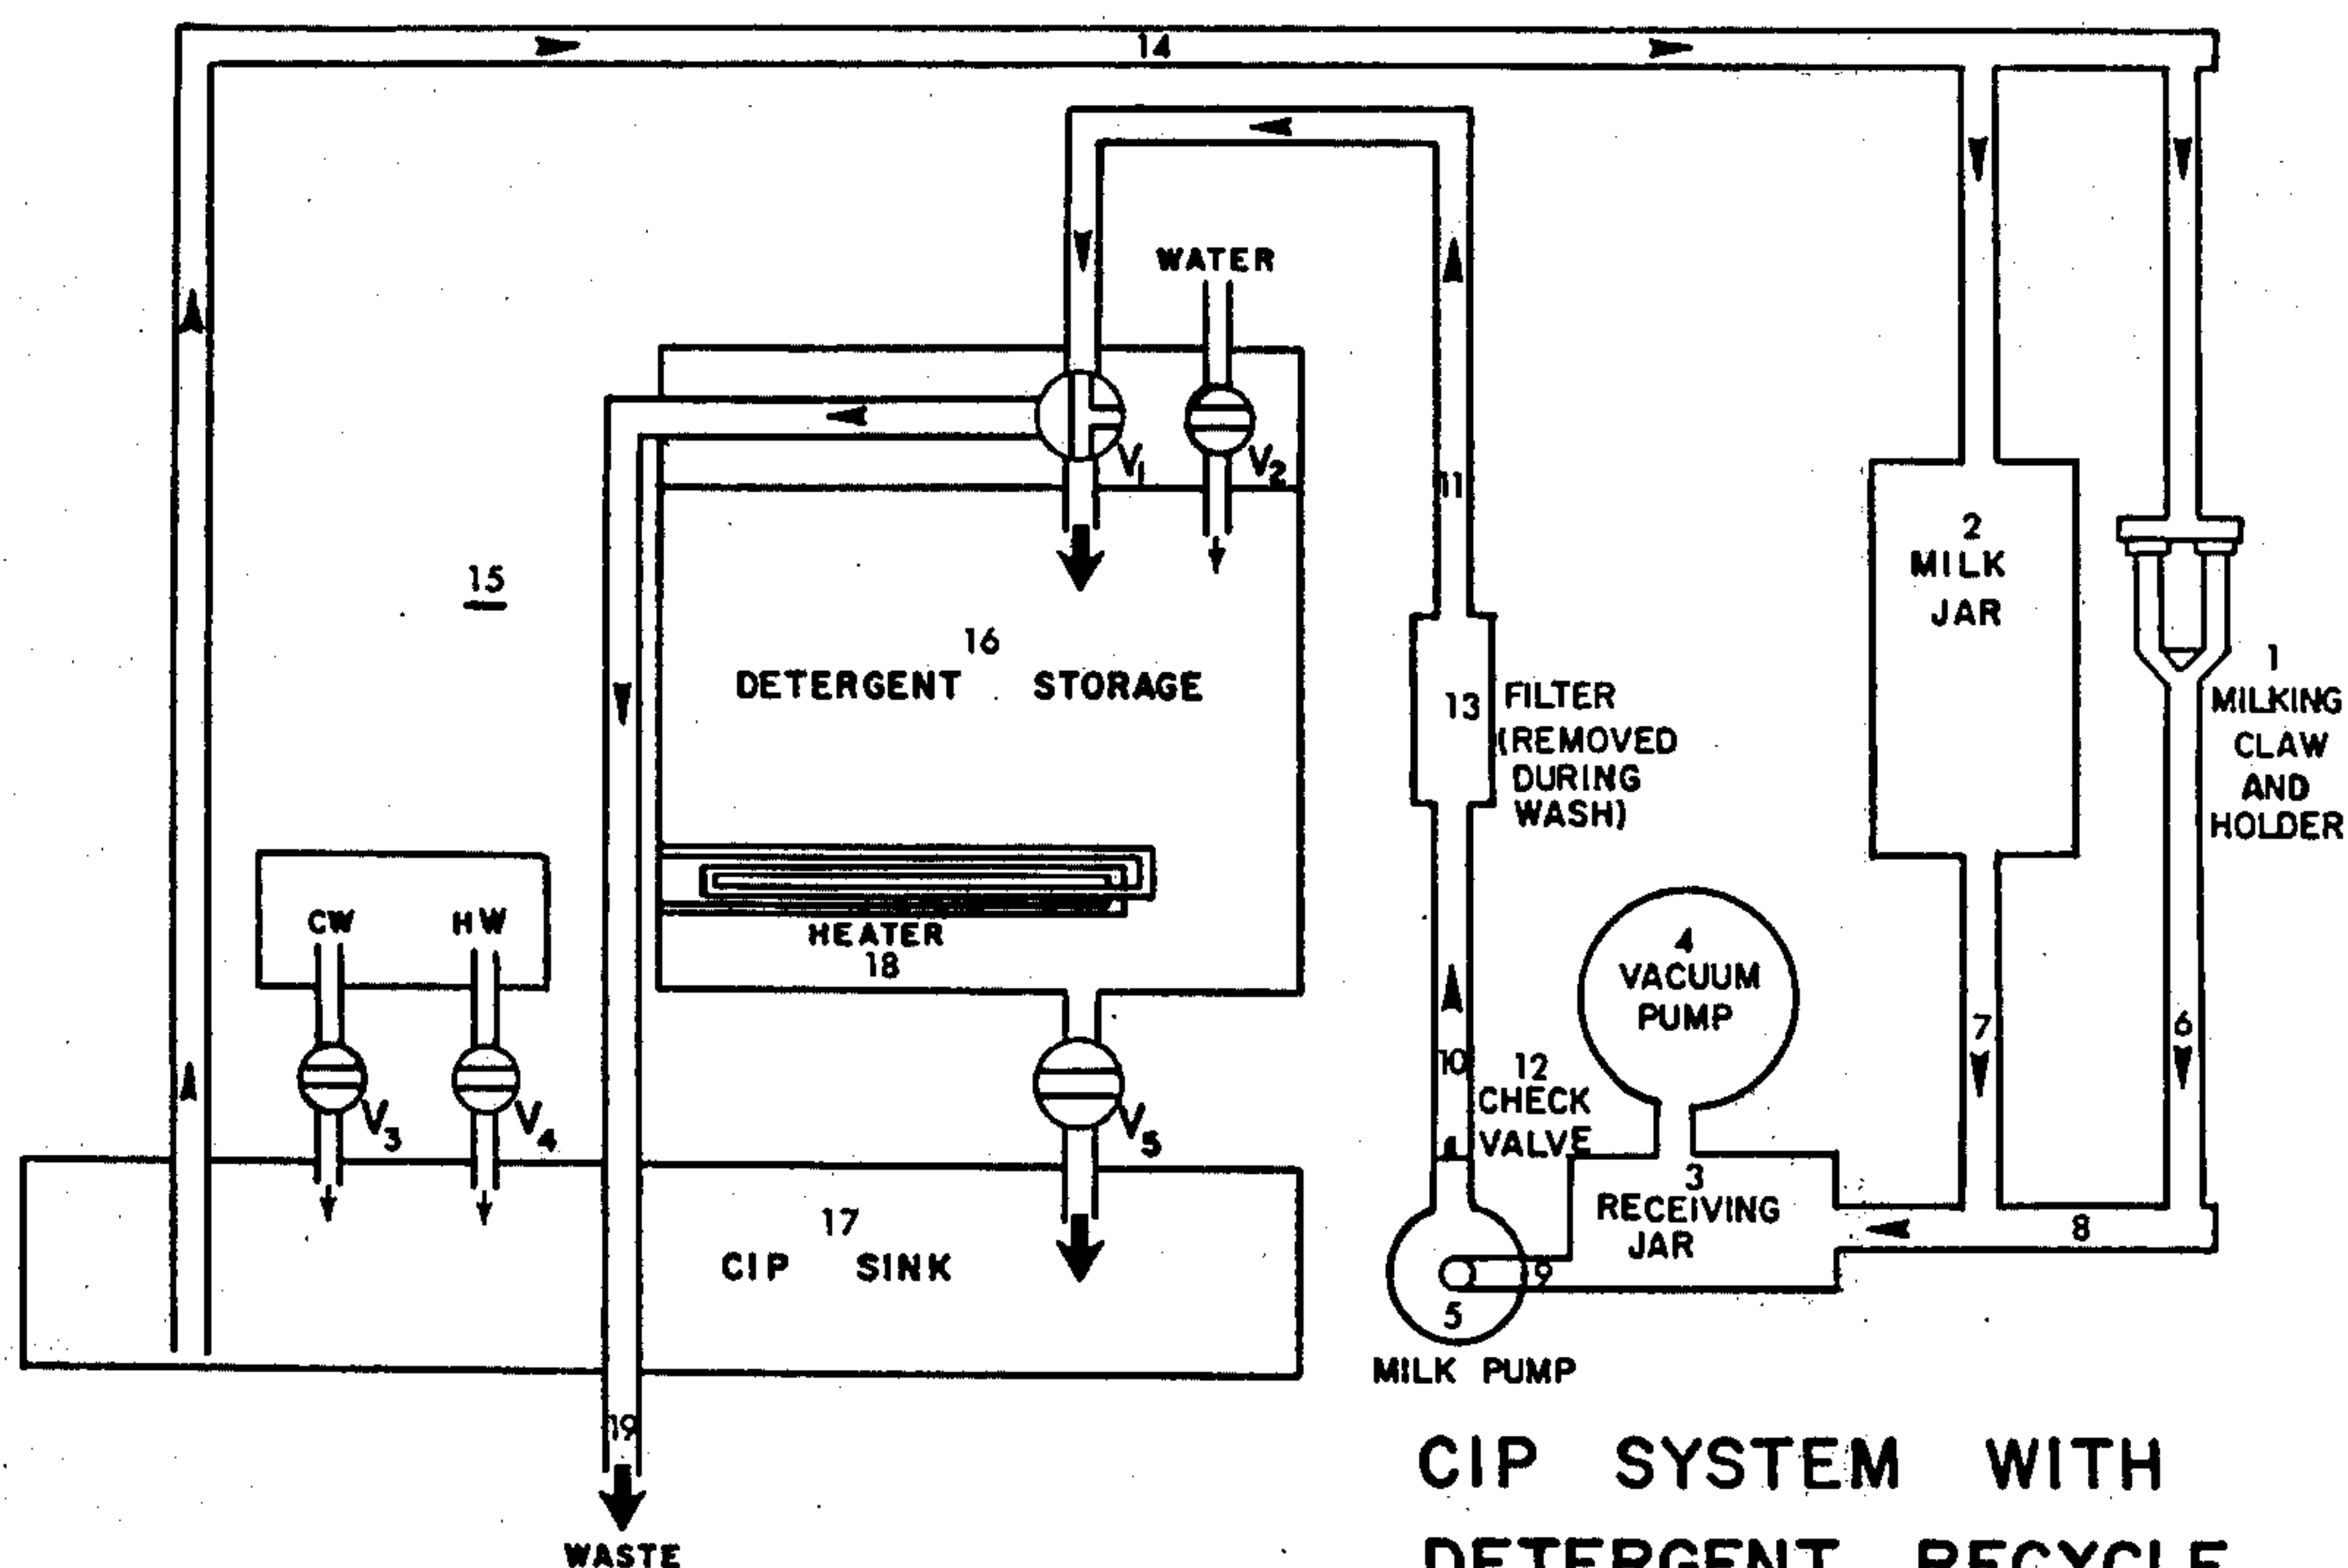 14
WATER
V1
V2
11
15
16
DETERGENT STORAGE
2
MILK
JAR
1
MILKING
CLAW
AND
HOLDER
13
FILTER
(REMOVED
DURING
WASH)
HEATER
18
CW
HW
V3
V4
V5
4
VACUUM
PUMP
7
6
10
12
CHECK
VALVE
3
RECEIVING
JAR
8
9
5
MILK PUMP
17
CIP SINK
19
WASTE
CIP SYSTEM WITH
DETERGENT RECYCLE